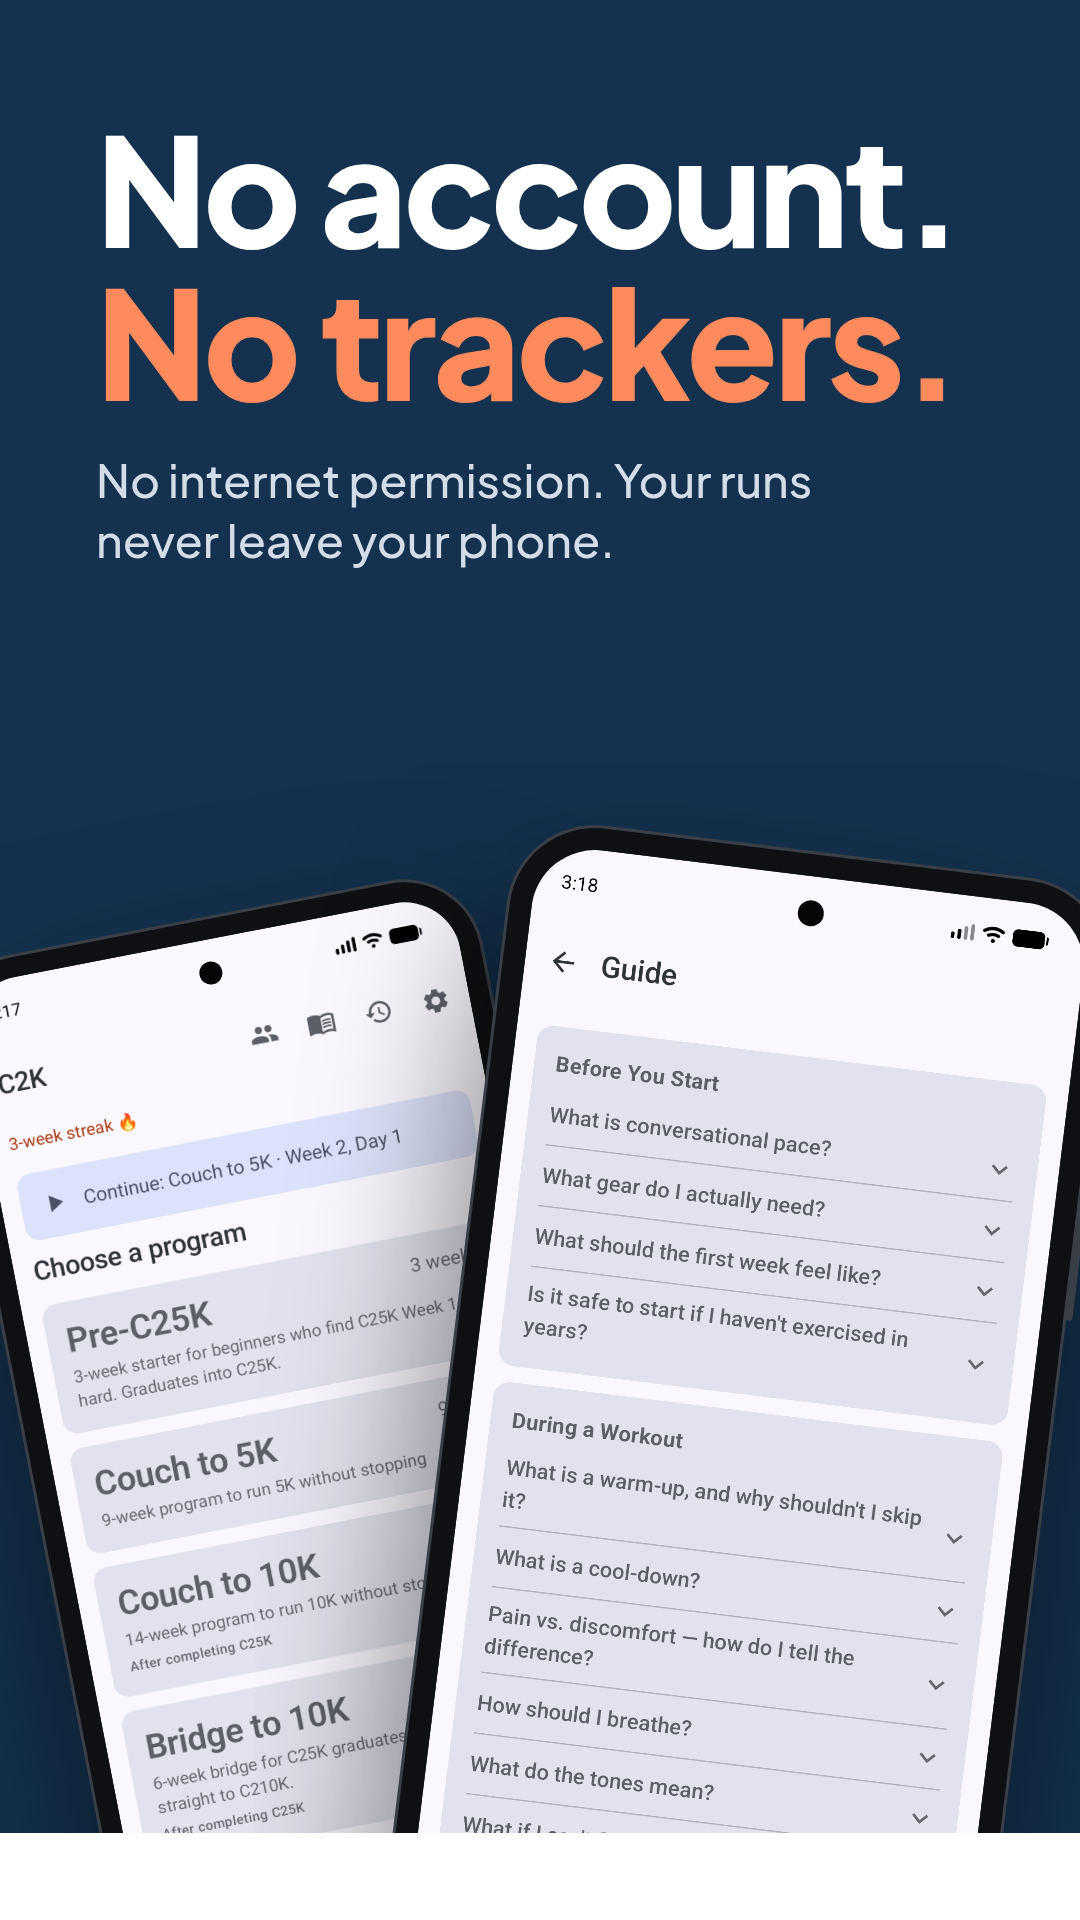 No account.
No trackers.
No internet permission. Your runs
never leave your phone.
:17
C2K
3-week streak 🔥
Continue: Couch to 5K · Week 2, Day 1
Choose a program
Pre-C25K
3-week starter for beginners who find C25K Week 1
hard. Graduates into C25K.
Couch to 5K
9-week program to run 5K without stopping
Couch to 10K
14-week program to run 10K without
After completing C25K
Bridge to 10K
6-week bridge for C25K graduates
straight to C210K.
After completing C25K
3:18
Guide
Before You Start
What is conversational pace?
What gear do I actually need?
What should the first week feel like?
Is it safe to start if I haven't exercised in
years?
During a Workout
What is a warm-up, and why shouldn't I skip
it?
What is a cool-down?
Pain vs. discomfort — how do I tell the
difference?
How should I breathe?
What do the tones mean?
What if I